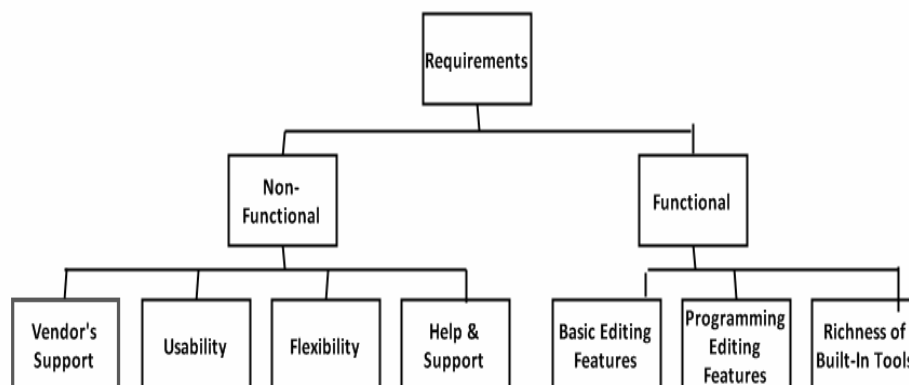 Requirements
Non-
Functional
Functional
Vendor's
Support
Usability
Flexibility
Help &
Support
Basic Editing
Features
Programming
Editing
Features
Richness of
Built-In Tools